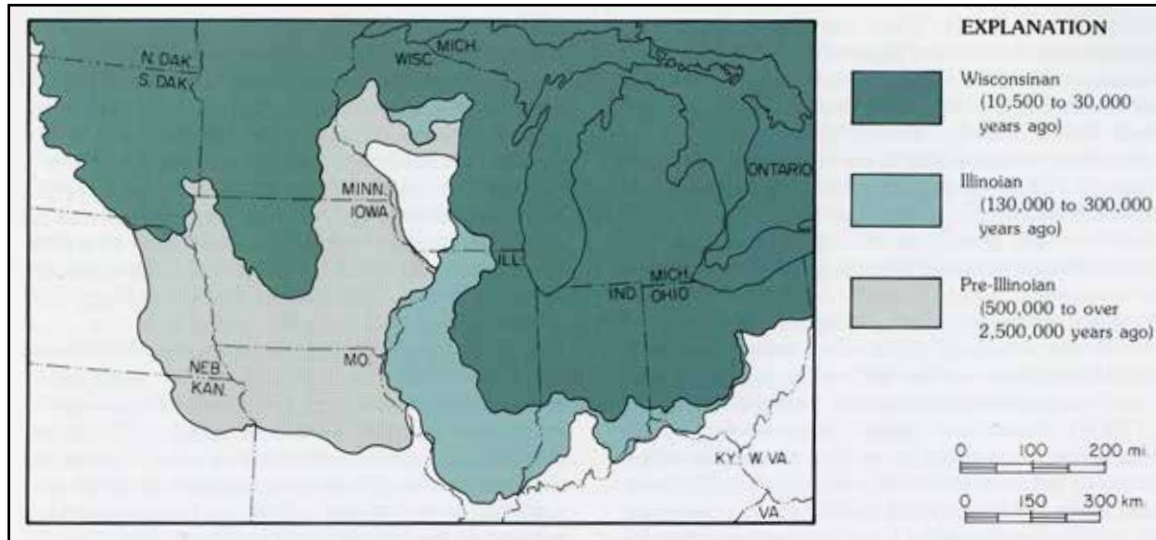 N. DAK.
S. DAK.
WISC.
MICH.
MINN.
IOWA
ONTARIO
ILL.
MICH.
IND
OHIO
MO.
NEB.
KAN.
KY.
W. VA.
VA.
EXPLANATION
Wisconsinan
(10,500 to 30,000
years ago)
Illinoian
(130,000 to 300,000
years ago)
Pre-Illinoian
(500,000 to over
2,500,000 years ago)
0 100 200 mi.
0 150 300 km.